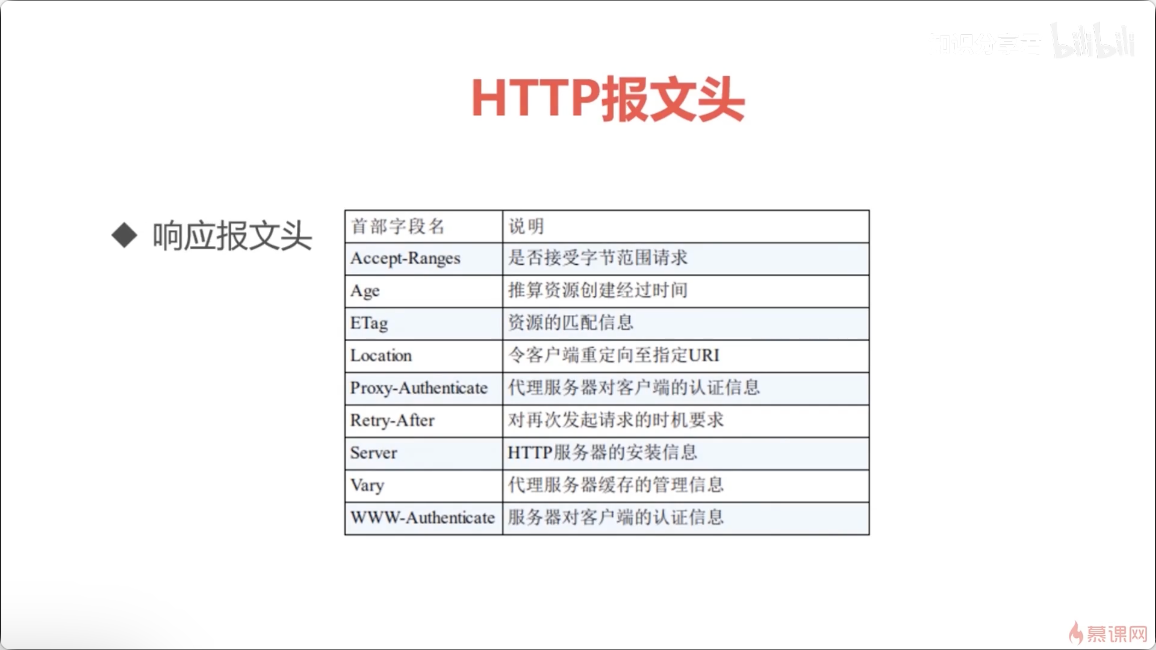 bilibili
HTTP报文头
◆ 响应报文头
首部字段名 说明
Accept-Ranges 是否接受字节范围请求
Age 推算资源创建经过时间
ETag 资源的匹配信息
Location 令客户端重定向至指定URI
Proxy-Authenticate 代理服务器对客户端的认证信息
Retry-After 对再次发起请求的时机要求
Server HTTP服务器的安装信息
Vary 代理服务器缓存的管理信息
WWW-Authenticate 服务器对客户端的认证信息
慕课网